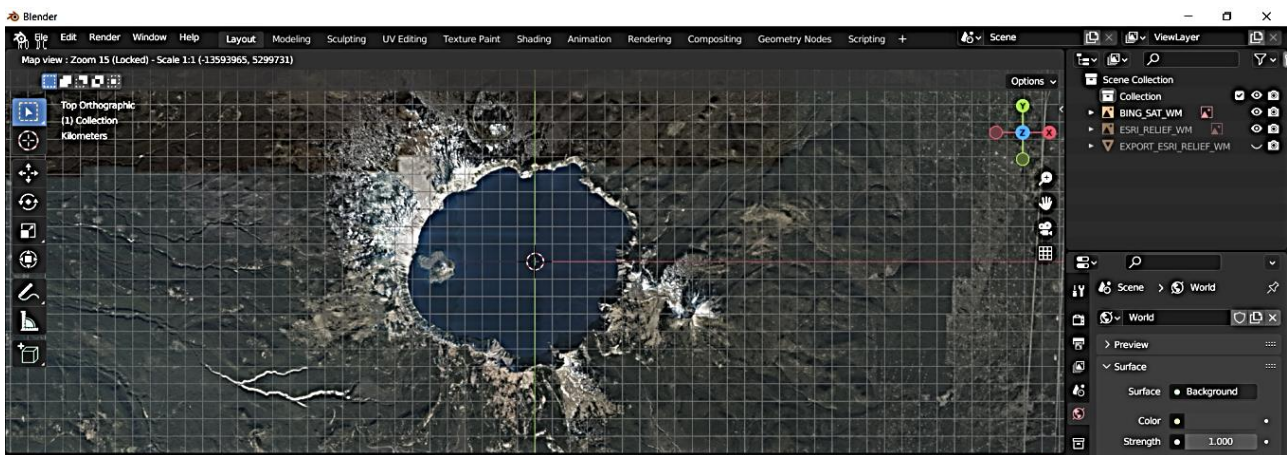 Blender
File Edit Render Window Help Layout Modeling Sculpting UV Editing Texture Paint Shading Animation Rendering Compositing Geometry Nodes Scripting + Scene ViewLayer
Map view : Zoom 15 (Locked) - Scale 1:1 (-13593965, 5299731)
Options
Top Orthographic
(1) Collection
Kilometers
Y
Z
X
Scene Collection
Collection
BING_SAT_WM
ESRI_RELIEF_WM
EXPORT_ESRI_RELIEF_WM
Scene > World
World
Preview
Surface
Surface Background
Color
Strength 1.000